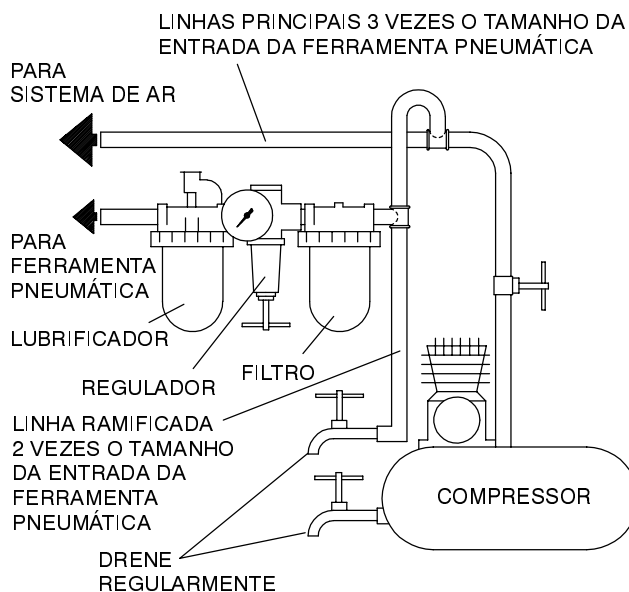 LINHAS PRINCIPAIS 3 VEZES O TAMANHO DA
ENTRADA DA FERRAMENTA PNEUMÁTICA
PARA
SISTEMA DE AR
PARA
FERRAMENTA
PNEUMÁTICA
LUBRIFICADOR
REGULADOR
FILTRO
LINHA RAMIFICADA
2 VEZES O TAMANHO
DA ENTRADA DA
FERRAMENTA
PNEUMÁTICA
COMPRESSOR
DRENE
REGULARMENTE